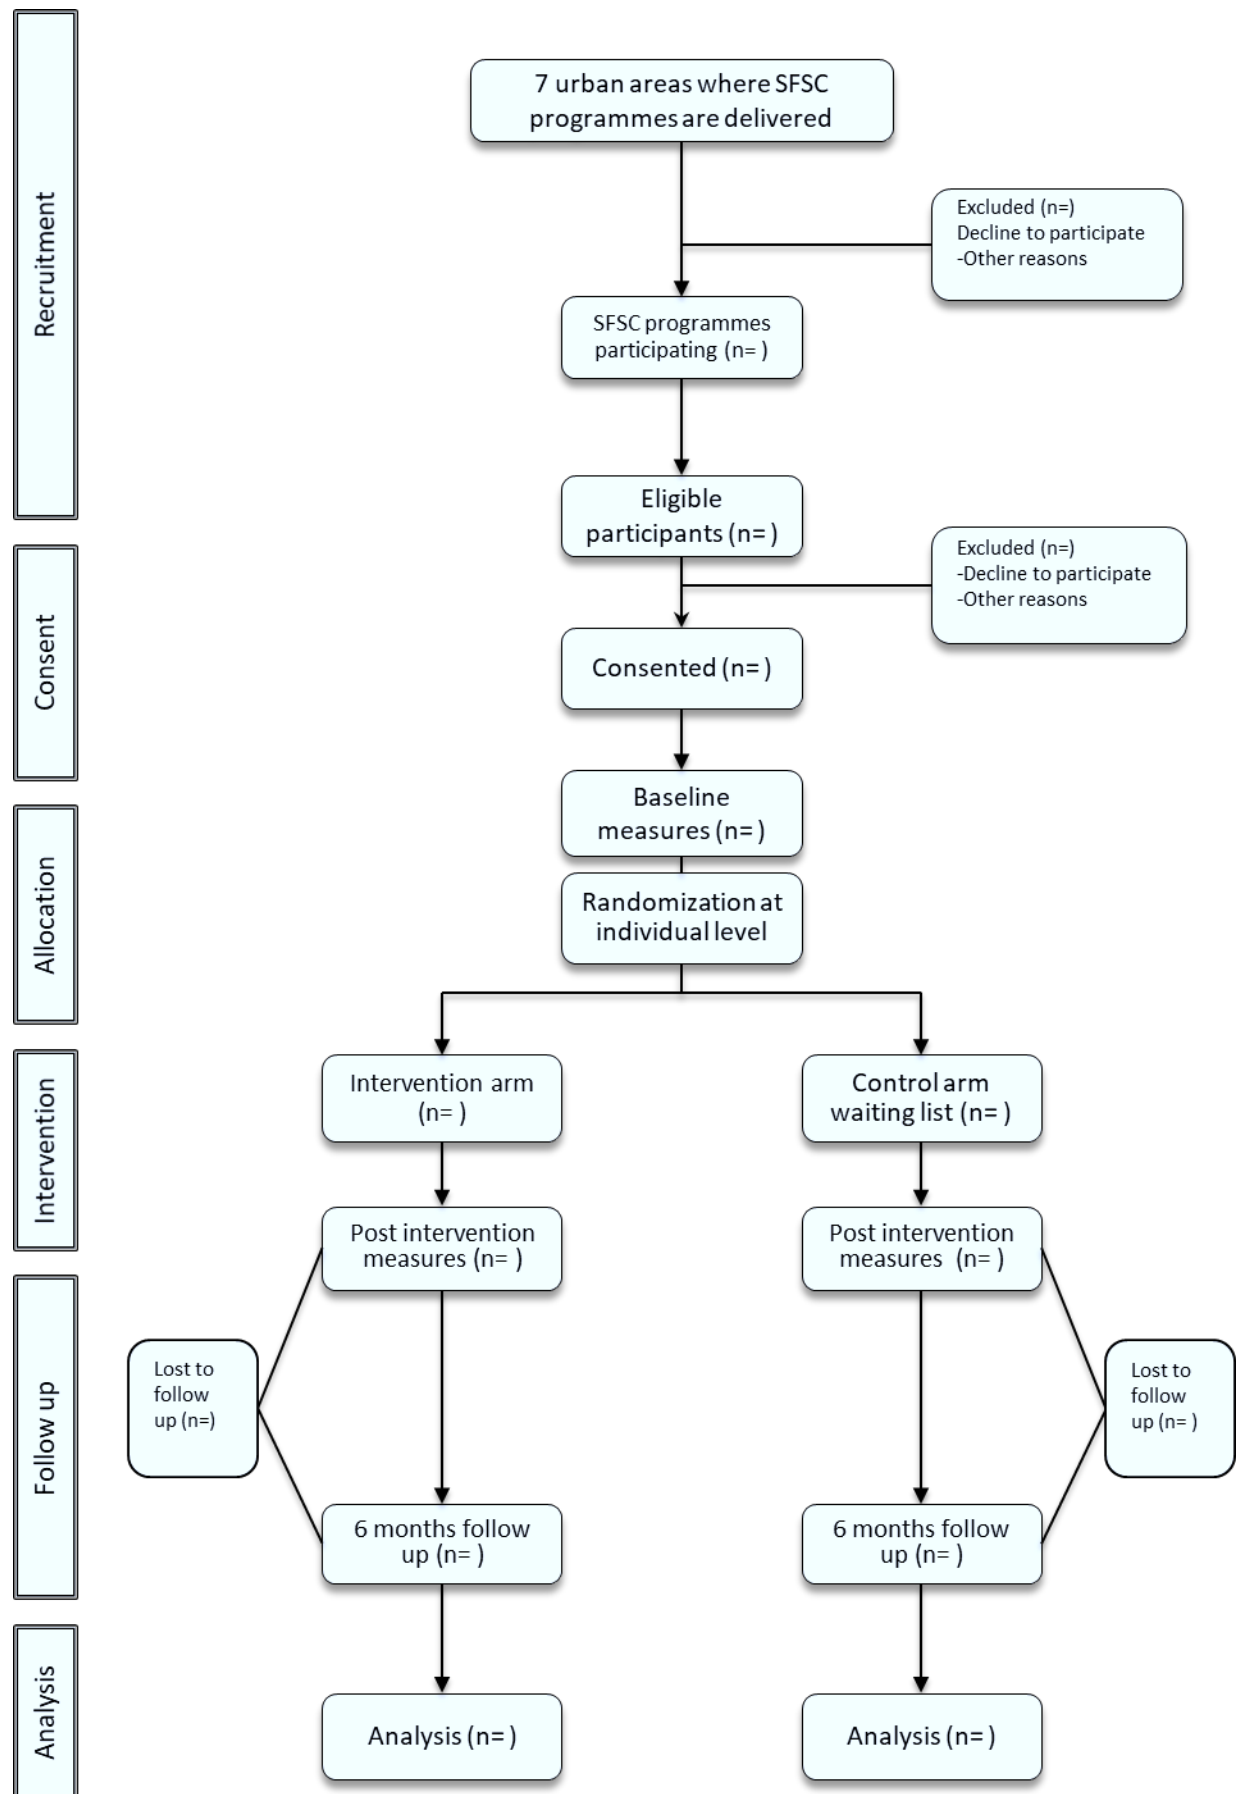 Recruitment
7 urban areas where SFSC
programmes are delivered
Excluded (n=)
Decline to participate
-Other reasons
SFSC programmes
participating (n= )
Eligible
participants (n= )
Consent
Excluded (n=)
-Decline to participate
-Other reasons
Consented (n= )
Allocation
Baseline
measures (n= )
Randomization at
individual level
Intervention
Intervention arm
(n= )
Control arm
waiting list (n= )
Post intervention
measures (n= )
Post intervention
measures (n= )
Follow up
Lost to
follow
up (n=)
Lost to
follow
up (n= )
6 months follow
up (n= )
6 months follow
up (n= )
Analysis
Analysis (n= )
Analysis (n= )